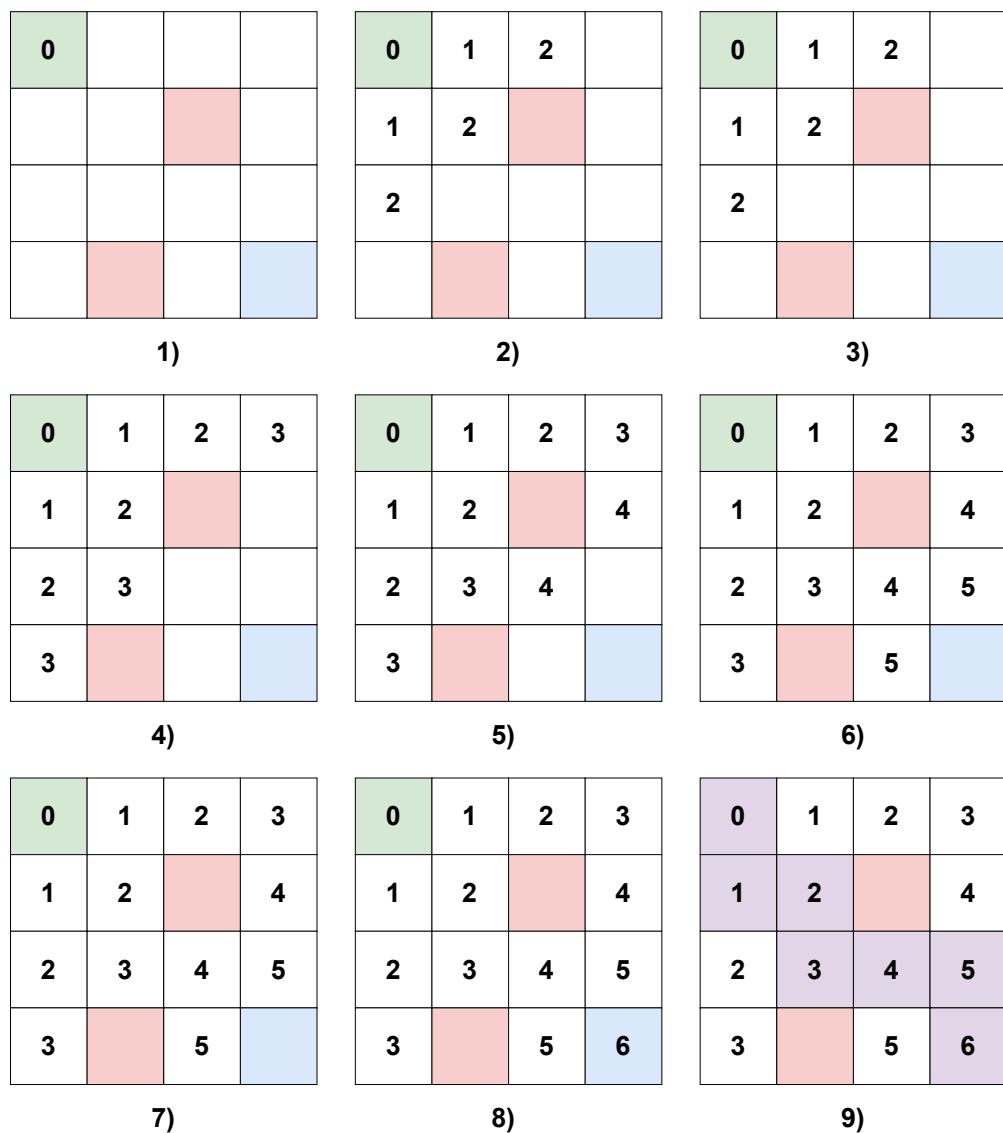 0 0 1 2 0 1 2
1 2 1 2
2 2
1) 2) 3)
0 1 2 3 0 1 2 3 0 1 2 3
1 2 1 2 4 1 2 4
2 3 2 3 4 2 3 4 5
3 3 3 5
4) 5) 6)
0 1 2 3 0 1 2 3 0 1 2 3
1 2 4 1 2 4 1 2 4
2 3 4 5 2 3 4 5 2 3 4 5
3 5 3 5 6 3 5 6
7) 8) 9)